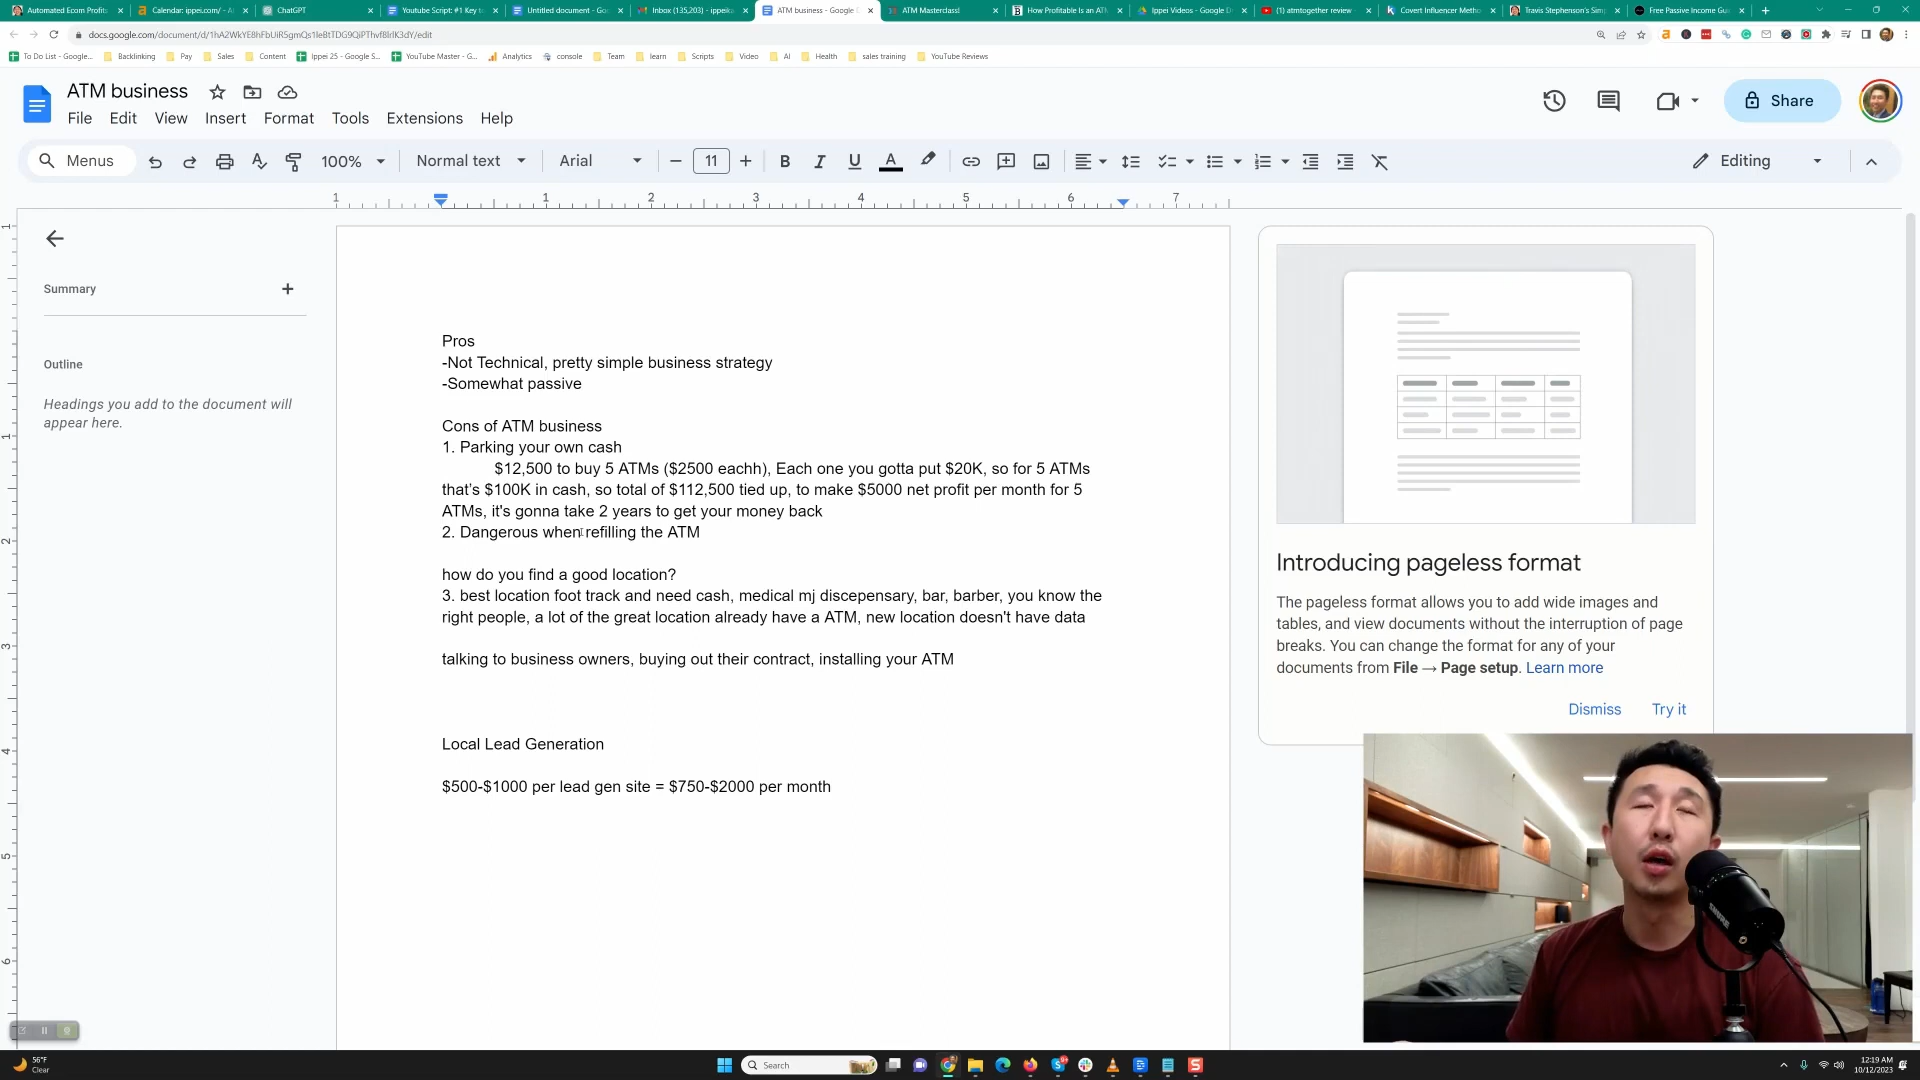 Automated Ecom Profits
Calendar: ippei.com/ - A
ChatGPT
Youtube Script: #1 Key t
Untitled document - Goo
Inbox (135,203) - ippeik
ATM business - Google D
ATM Masterclass!
How Profitable Is an ATM
Ippei Videos - Google D
(1) atmtogether review -
Covert Influencer Metho
Travis Stephenson's Sim
Free Passive Income Gu
docs.google.com/document/d/1hA2WkYE8hFbUiR5gmQs1IeBtTDG9QiPThvf8lrIK3dY/edit
To Do List - Google...
Backlinking
Pay
Sales
Content
Ippei 25 - Google S...
YouTube Master - G...
Analytics
console
Team
learn
Scripts
Video
AI
Health
sales training
YouTube Reviews
ATM business
Share
File
Edit
View
Insert
Format
Tools
Extensions
Help
Menus
100%
Normal text
Arial
11
Editing
1 1 2 3 4 5 6 7
Summary
Outline
Headings you add to the document will
appear here.
Pros
-Not Technical, pretty simple business strategy
-Somewhat passive
Cons of ATM business
1. Parking your own cash
$12,500 to buy 5 ATMs ($2500 eachh), Each one you gotta put $20K, so for 5 ATMs
that's $100K in cash, so total of $112,500 tied up, to make $5000 net profit per month for 5
ATMs, it's gonna take 2 years to get your money back
2. Dangerous when refilling the ATM
how do you find a good location?
3. best location foot track and need cash, medical mj discepensary, bar, barber, you know the
right people, a lot of the great location already have a ATM, new location doesn't have data
talking to business owners, buying out their contract, installing your ATM
Local Lead Generation
$500-$1000 per lead gen site = $750-$2000 per month
Introducing pageless format
The pageless format allows you to add wide images and
tables, and view documents without the interruption of page
breaks. You can change the format for any of your
documents from File → Page setup. Learn more
Dismiss
Try it
SHURE
56°F
Clear
Search
12:19 AM
10/12/2023